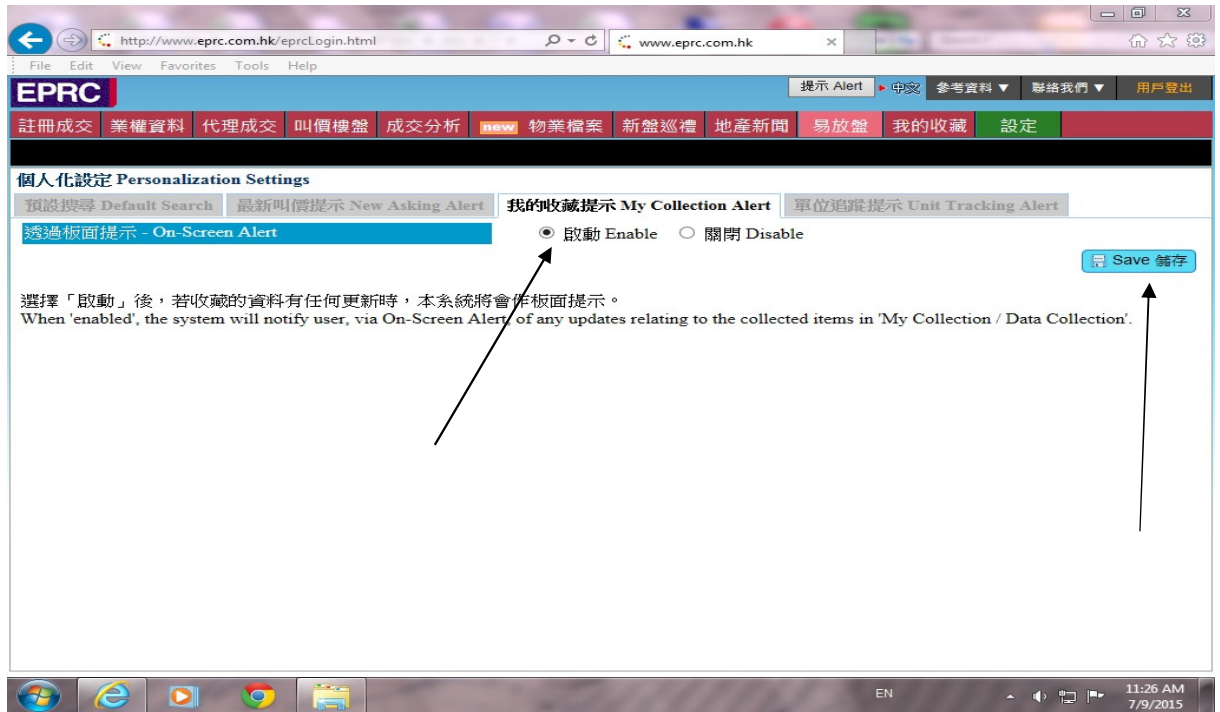 http://www.eprc.com.hk/eprcLogin.html
www.eprc.com.hk
File Edit View Favorites Tools Help
EPRC
提示 Alert
中文
參考資料 ▼
聯絡我們 ▼
用戶登出
註冊成交 業權資料 代理成交 叫價樓盤 成交分析 new 物業檔案 新盤巡禮 地產新聞 易放盤 我的收藏 設定
個人化設定 Personalization Settings
預設搜尋 Default Search 最新叫價提示 New Asking Alert 我的收藏提示 My Collection Alert 單位追蹤提示 Unit Tracking Alert
透過板面提示 - On-Screen Alert 啟動 Enable 關閉 Disable
Save 儲存
選擇「啟動」後，若收藏的資料有任何更新時，本系統將會作板面提示。
When 'enabled', the system will notify user, via On-Screen Alert, of any updates relating to the collected items in 'My Collection / Data Collection'.
EN
11:26 AM
7/9/2015